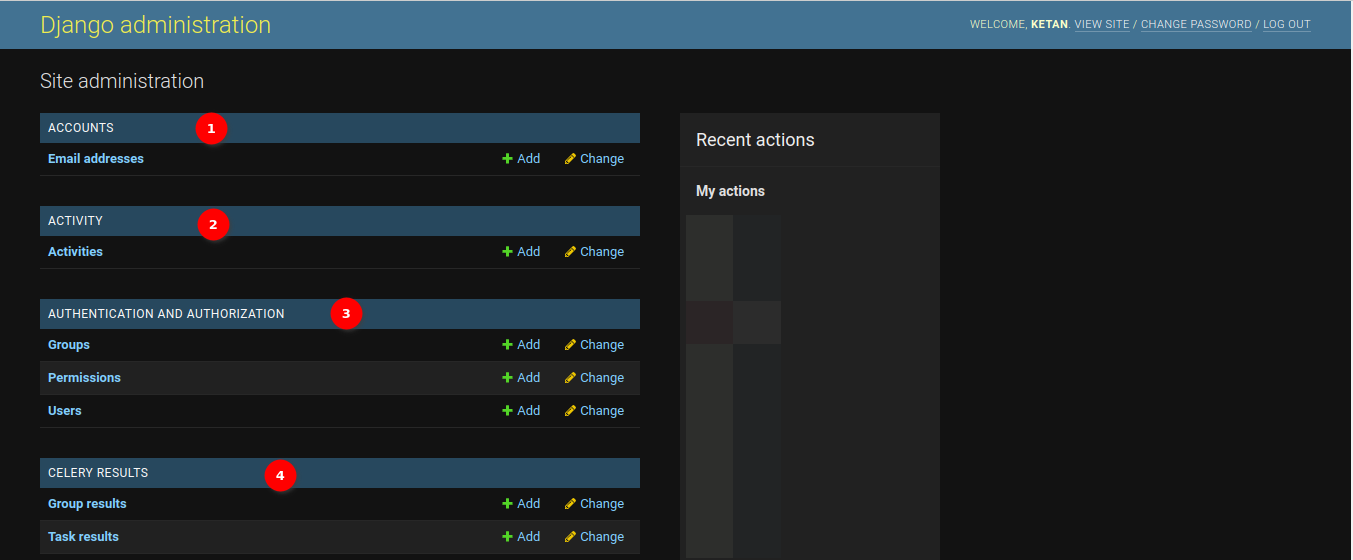 Django administration
WELCOME, KETAN. VIEW SITE / CHANGE PASSWORD / LOG OUT
Site administration
ACCOUNTS 1
Email addresses Add Change
ACTIVITY 2
Activities Add Change
AUTHENTICATION AND AUTHORIZATION 3
Groups Add Change
Permissions Add Change
Users Add Change
CELERY RESULTS 4
Group results Add Change
Task results Add Change
Recent actions
My actions